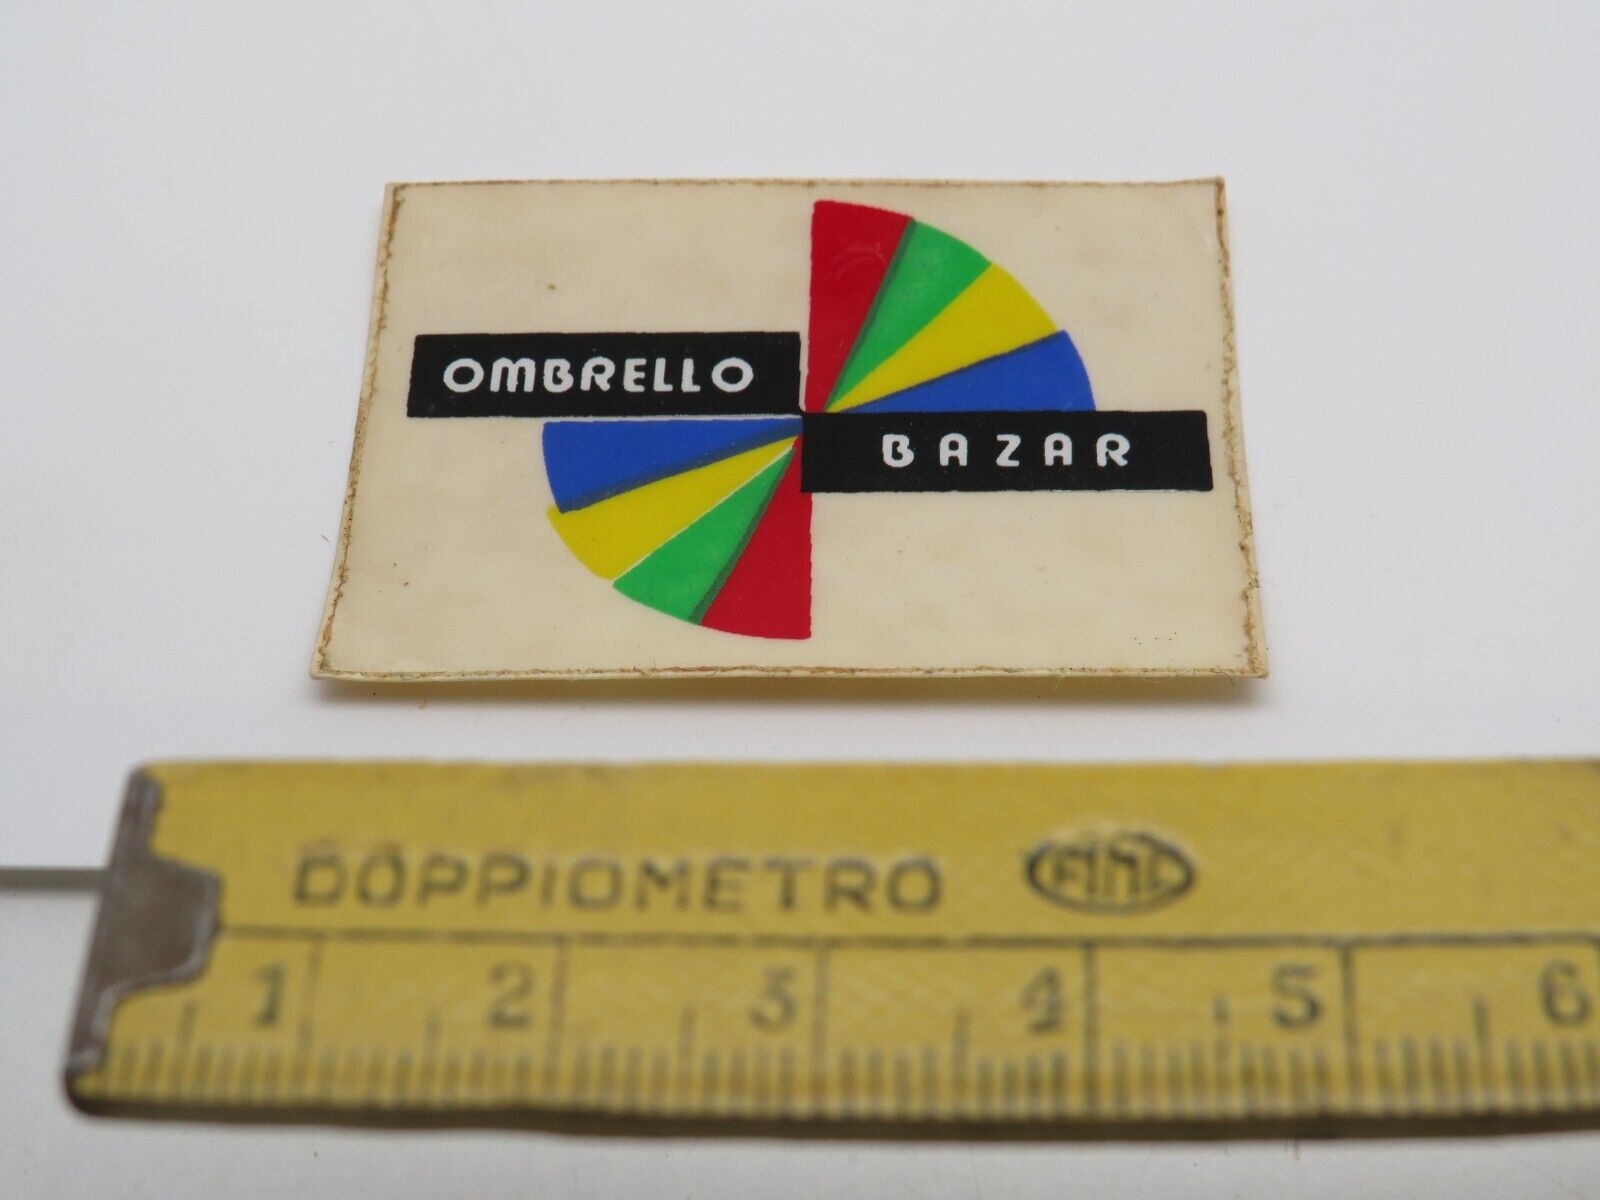 OMBRELLO
BAZAR
DOPPIOMETRO
1 2 3 4 5 6